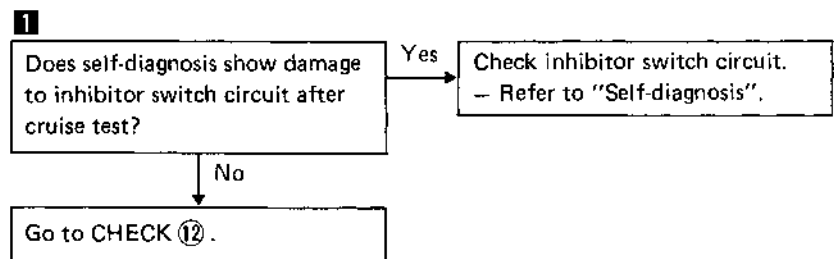 1
Does self-diagnosis show damage
to inhibitor switch circuit after
cruise test?
Yes
Check inhibitor switch circuit.
— Refer to "Self-diagnosis".
No
Go to CHECK ⑫ .